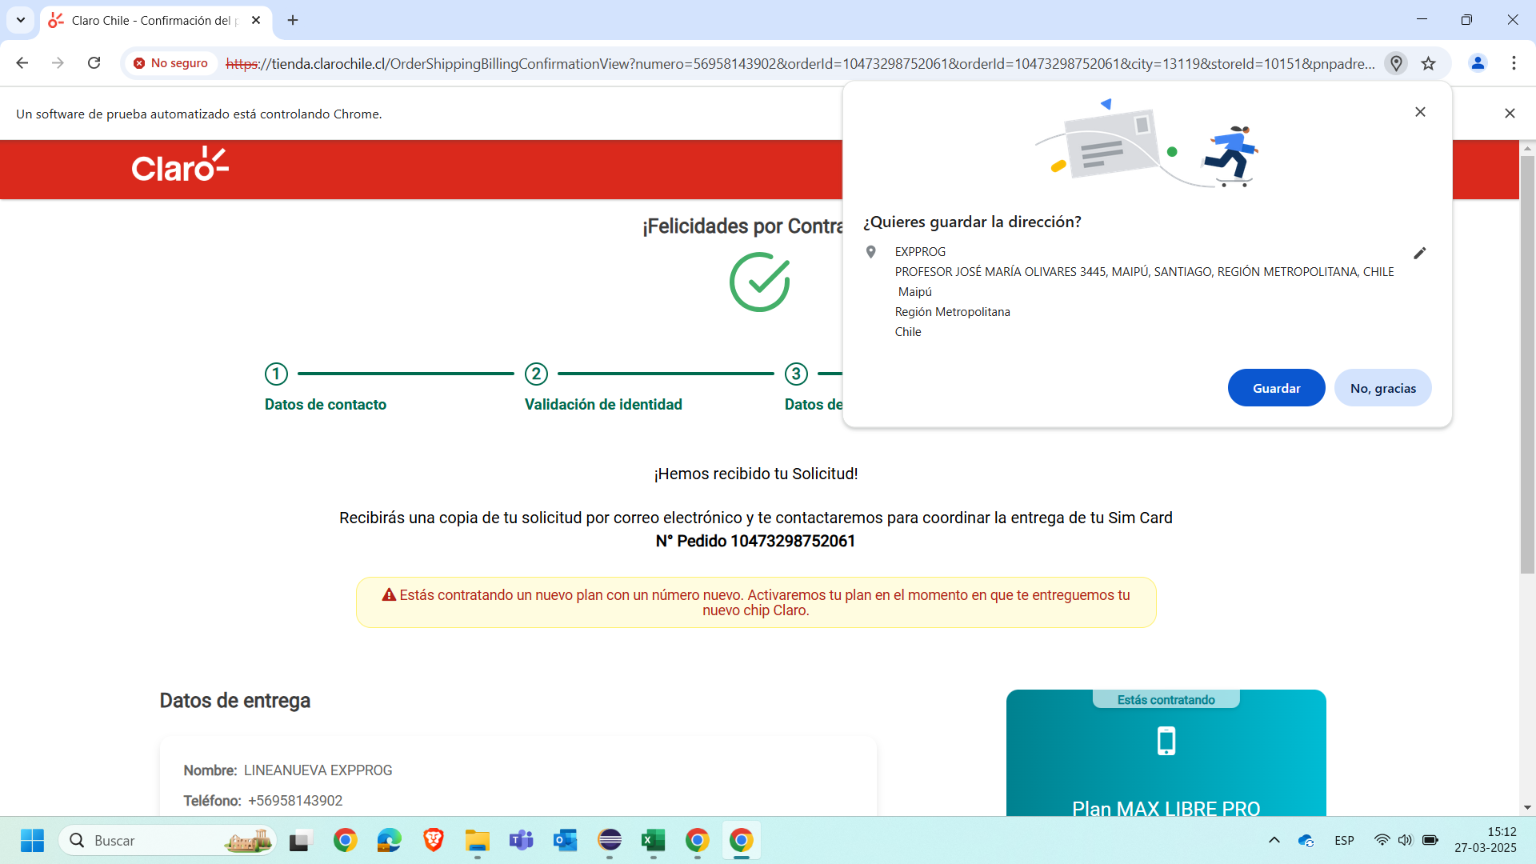 Claro Chile - Confirmación del p
No seguro
https://tienda.clarochile.cl/OrderShippingBillingConfirmationView?numero=56958143902&orderId=10473298752061&orderId=10473298752061&city=13119&storeId=10151&pnpadre...
Un software de prueba automatizado está controlando Chrome.
Claro
¡Felicidades por Contra
¿Quieres guardar la dirección?
EXPPROG
PROFESOR JOSÉ MARÍA OLIVARES 3445, MAIPÚ, SANTIAGO, REGIÓN METROPOLITANA, CHILE
Maipú
Región Metropolitana
Chile
Guardar
No, gracias
1
2
3
Datos de contacto
Validación de identidad
Datos de
¡Hemos recibido tu Solicitud!
Recibirás una copia de tu solicitud por correo electrónico y te contactaremos para coordinar la entrega de tu Sim Card
N° Pedido 10473298752061
Estás contratando un nuevo plan con un número nuevo. Activaremos tu plan en el momento en que te entreguemos tu
nuevo chip Claro.
Datos de entrega
Nombre: LINEANUEVA EXPPROG
Teléfono: +56958143902
Estás contratando
Plan MAX LIBRE PRO
Buscar
ESP
15:12
27-03-2025